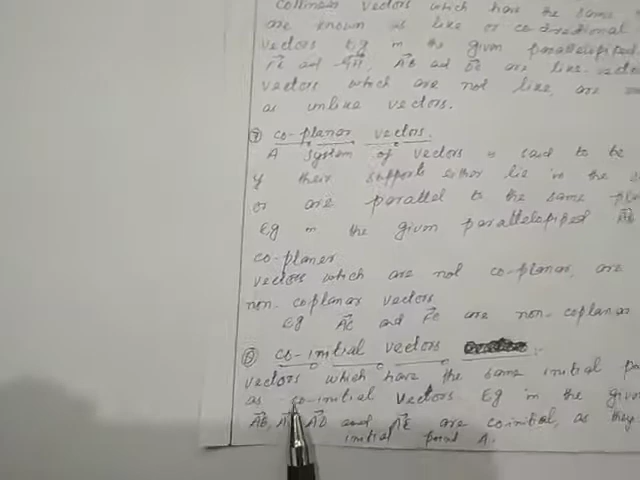 collinear vectors which have the same
are known as like or co-directional
vectors Eg in the given parallelopiped
and AB and DC are like vectors
vectors which are not like, are
as unlike vectors.
⑦ co-planar vectors.
A system of vectors is said to be
if their supports either lie in the
or are parallel to the same plane
Eg in the given parallelopiped AB
co-planer
vectors which are not co-planar, are
non-coplanar vectors
Eg AC and are non-coplanar
⑧ co-initial vectors
vectors which have the same initial
as co-initial vectors Eg in the given
AB, AD and AE are coinitial, as they
initial point A.